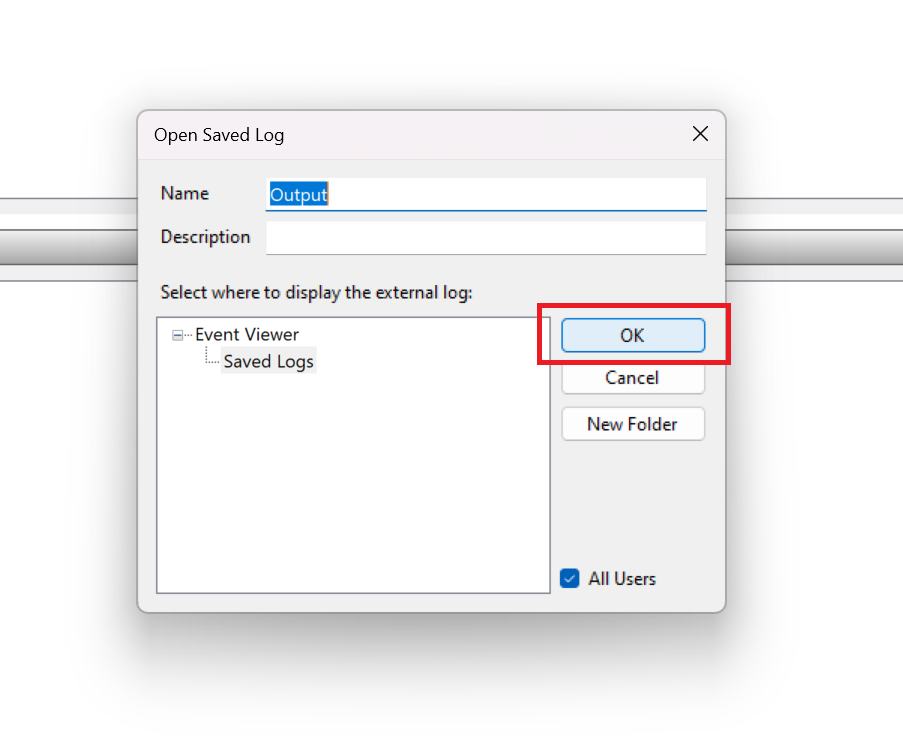 Open Saved Log
Name
Output
Description
Select where to display the external log:
Event Viewer
Saved Logs
OK
Cancel
New Folder
All Users